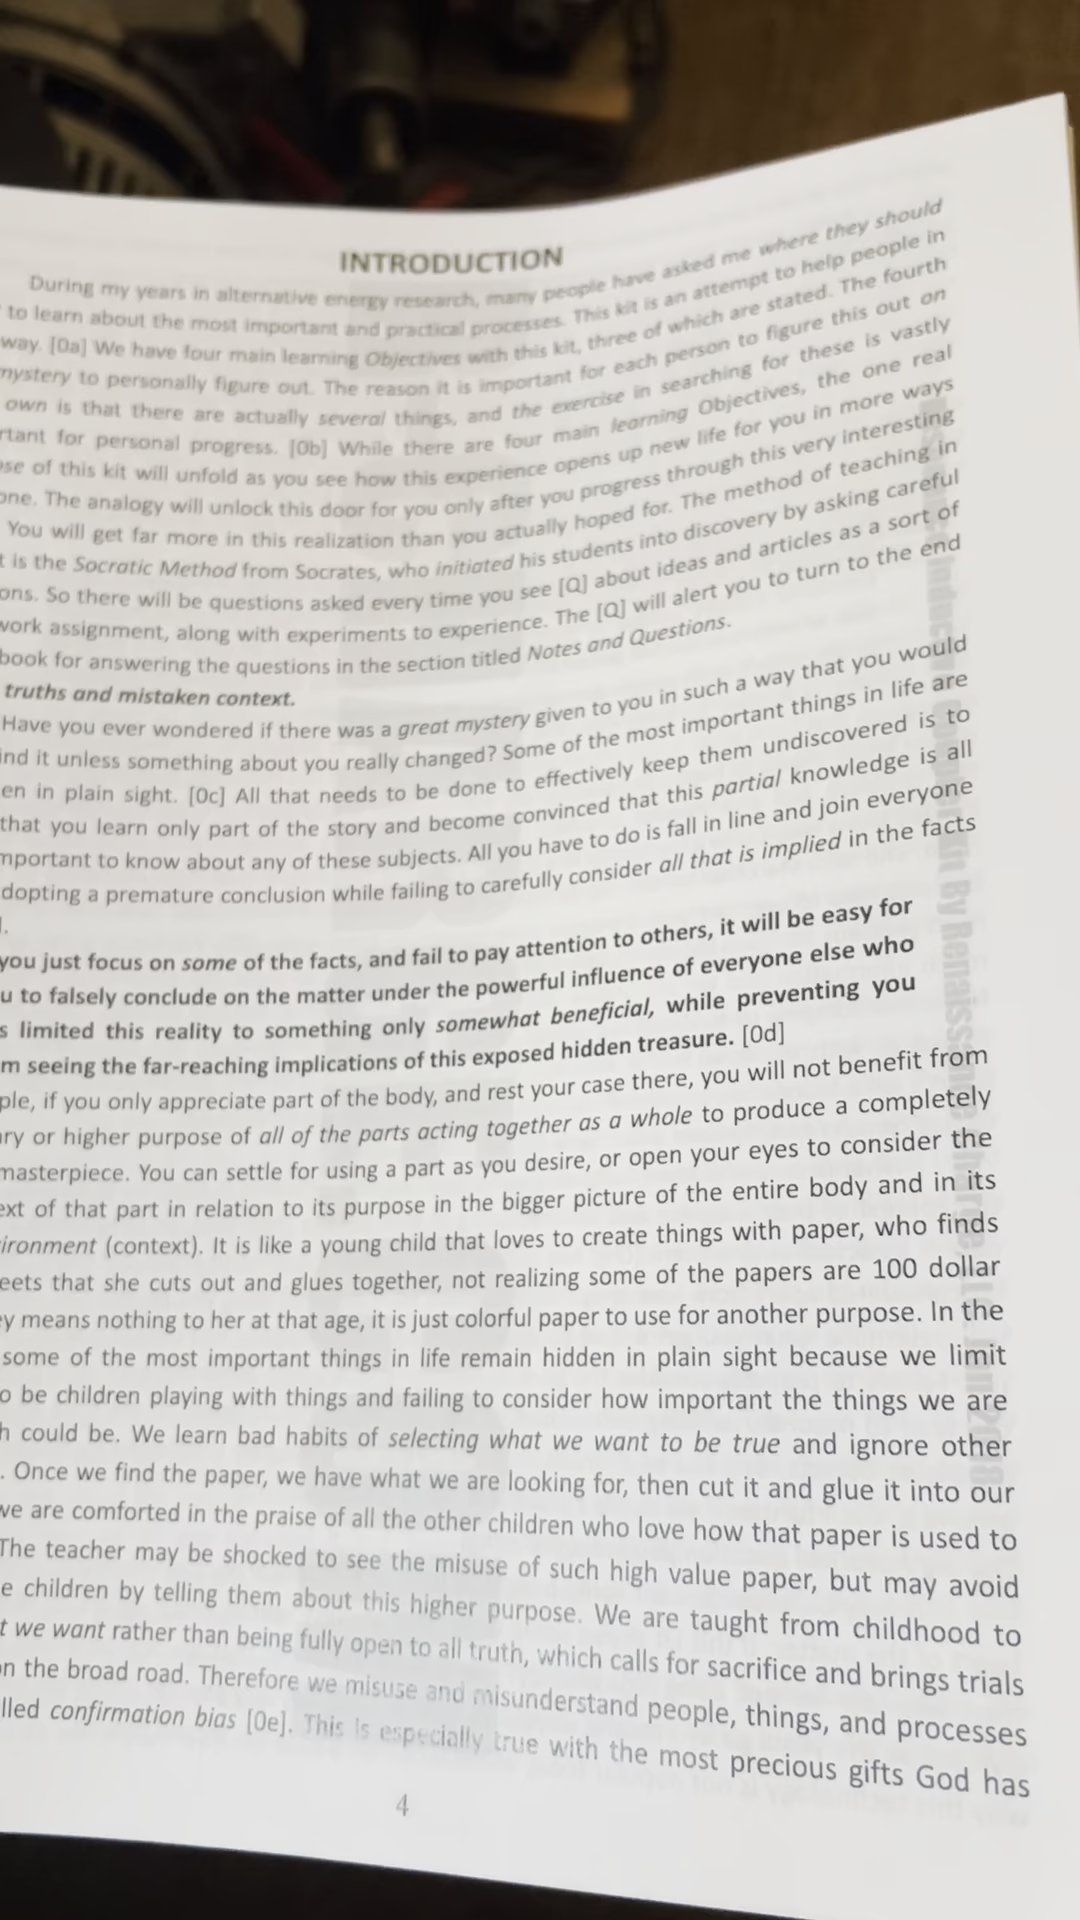 INTRODUCTION
During my years in alternative energy research, many people have asked me where they should
to learn about the most important and practical processes. This kit is an attempt to help people in
way. [0a] We have four main learning Objectives with this kit, three of which are stated. The fourth
mystery to personally figure out. The reason it is important for each person to figure this out on
own is that there are actually several things, and the exercise in searching for these is vastly
rtant for personal progress. [0b] While there are four main learning Objectives, the one real
ose of this kit will unfold as you see how this experience opens up new life for you in more ways
one. The analogy will unlock this door for you only after you progress through this very interesting
You will get far more in this realization than you actually hoped for. The method of teaching in
t is the Socratic Method from Socrates, who initiated his students into discovery by asking careful
ons. So there will be questions asked every time you see [Q] about ideas and articles as a sort of
work assignment, along with experiments to experience. The [Q] will alert you to turn to the end
book for answering the questions in the section titled Notes and Questions.
truths and mistaken context.
Have you ever wondered if there was a great mystery given to you in such a way that you would
ind it unless something about you really changed? Some of the most important things in life are
en in plain sight. [0c] All that needs to be done to effectively keep them undiscovered is to
that you learn only part of the story and become convinced that this partial knowledge is all
mportant to know about any of these subjects. All you have to do is fall in line and join everyone
dopting a premature conclusion while failing to carefully consider all that is implied in the facts
you just focus on some of the facts, and fail to pay attention to others, it will be easy for
u to falsely conclude on the matter under the powerful influence of everyone else who
s limited this reality to something only somewhat beneficial, while preventing you
m seeing the far-reaching implications of this exposed hidden treasure. [0d]
ple, if you only appreciate part of the body, and rest your case there, you will not benefit from
ary or higher purpose of all of the parts acting together as a whole to produce a completely
masterpiece. You can settle for using a part as you desire, or open your eyes to consider the
ext of that part in relation to its purpose in the bigger picture of the entire body and in its
ironment (context). It is like a young child that loves to create things with paper, who finds
eets that she cuts out and glues together, not realizing some of the papers are 100 dollar
ey means nothing to her at that age, it is just colorful paper to use for another purpose. In the
some of the most important things in life remain hidden in plain sight because we limit
o be children playing with things and failing to consider how important the things we are
h could be. We learn bad habits of selecting what we want to be true and ignore other
. Once we find the paper, we have what we are looking for, then cut it and glue it into our
we are comforted in the praise of all the other children who love how that paper is used to
The teacher may be shocked to see the misuse of such high value paper, but may avoid
e children by telling them about this higher purpose. We are taught from childhood to
t we want rather than being fully open to all truth, which calls for sacrifice and brings trials
on the broad road. Therefore we misuse and misunderstand people, things, and processes
lled confirmation bias [0e]. This is especially true with the most precious gifts God has
4